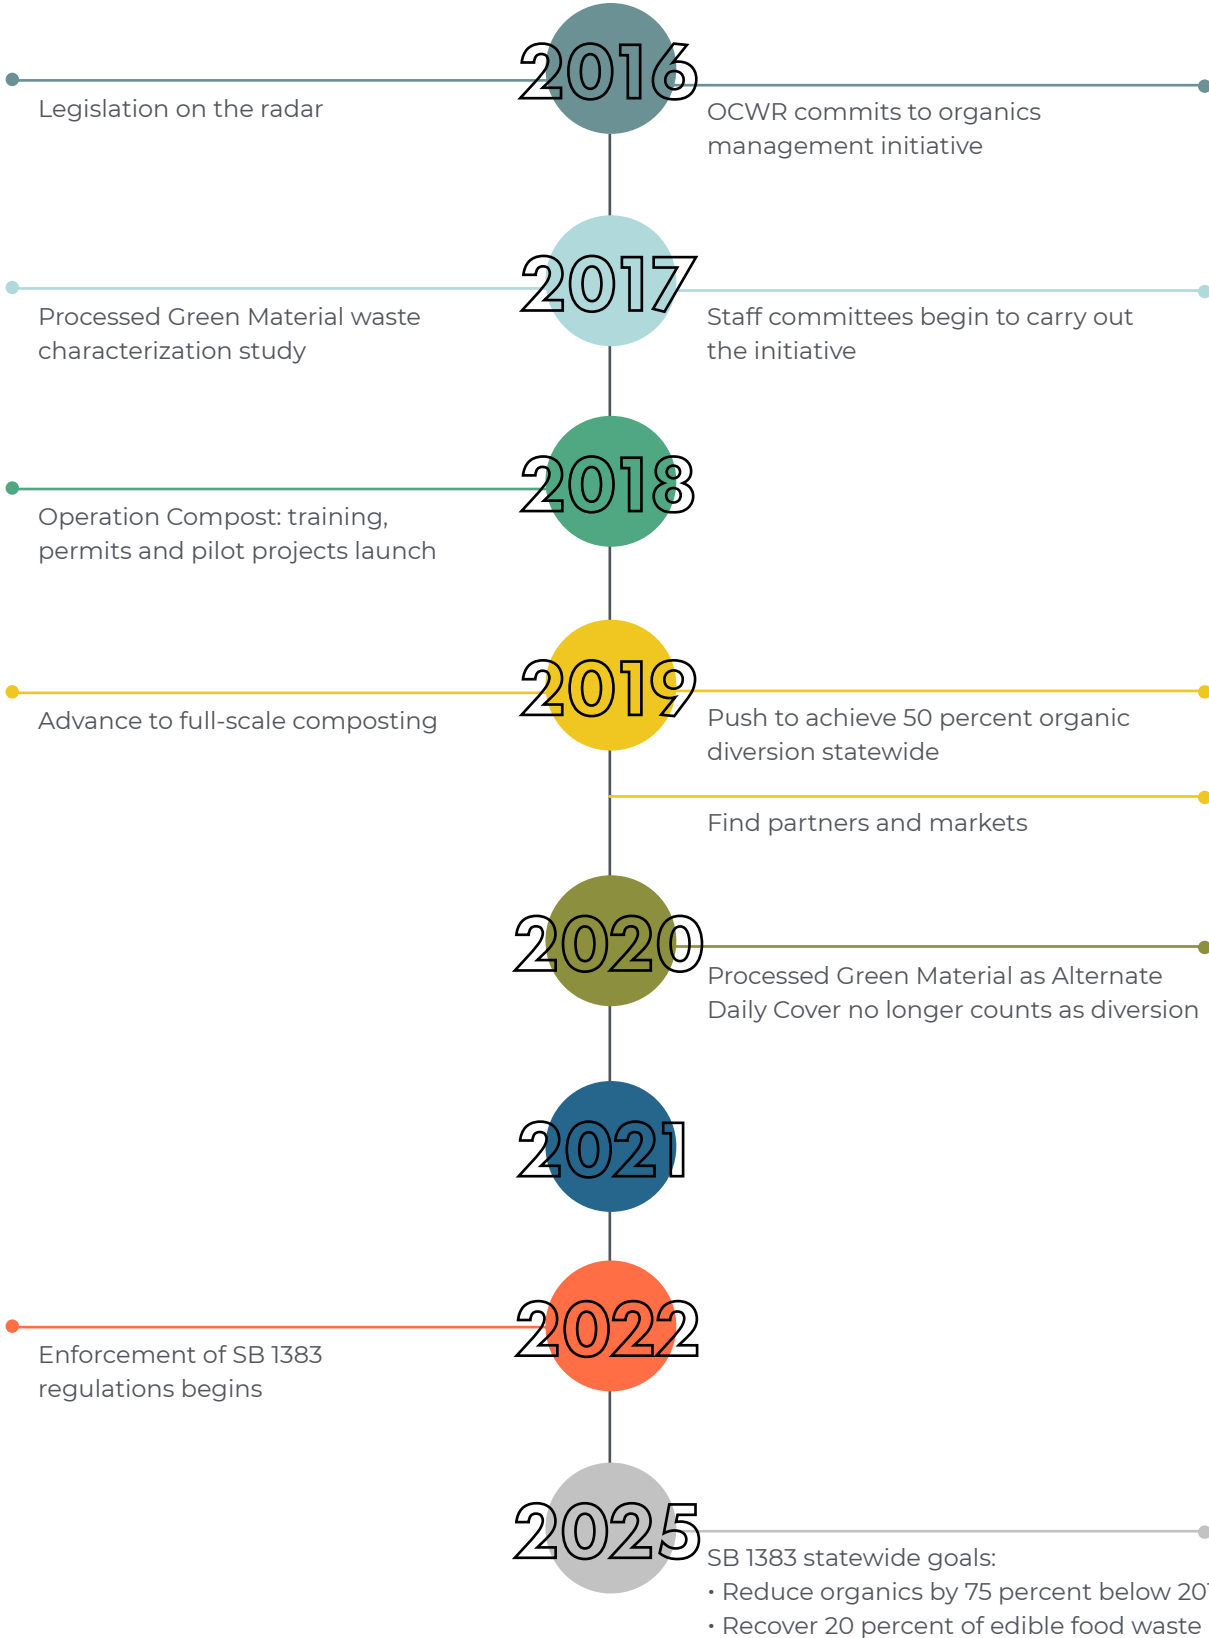 2016
Legislation on the radar
OCWR commits to organics
management initiative
2017
Processed Green Material waste
characterization study
Staff committees begin to carry out
the initiative
2018
Operation Compost: training,
permits and pilot projects launch
2019
Advance to full-scale composting
Push to achieve 50 percent organic
diversion statewide
Find partners and markets
2020
Processed Green Material as Alternate
Daily Cover no longer counts as diversion
2021
2022
Enforcement of SB 1383
regulations begins
2025
SB 1383 statewide goals:
• Reduce organics by 75 percent below
• Recover 20 percent of edible food waste